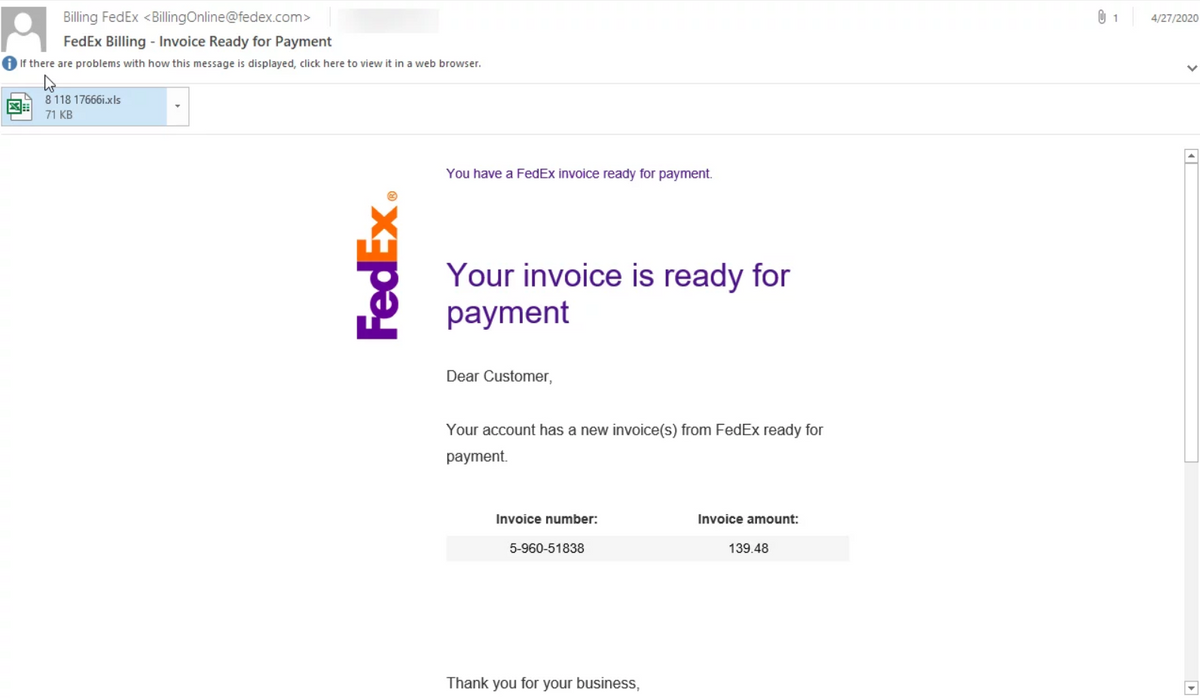 Billing FedEx <BillingOnline@fedex.com>
1
4/27/2020
FedEx Billing - Invoice Ready for Payment
If there are problems with how this message is displayed, click here to view it in a web browser.
8 118 17666i.xls
71 KB
You have a FedEx invoice ready for payment.
FedEx®
Your invoice is ready for
payment
Dear Customer,
Your account has a new invoice(s) from FedEx ready for
payment.
Invoice number: Invoice amount:
5-960-51838 139.48
Thank you for your business,